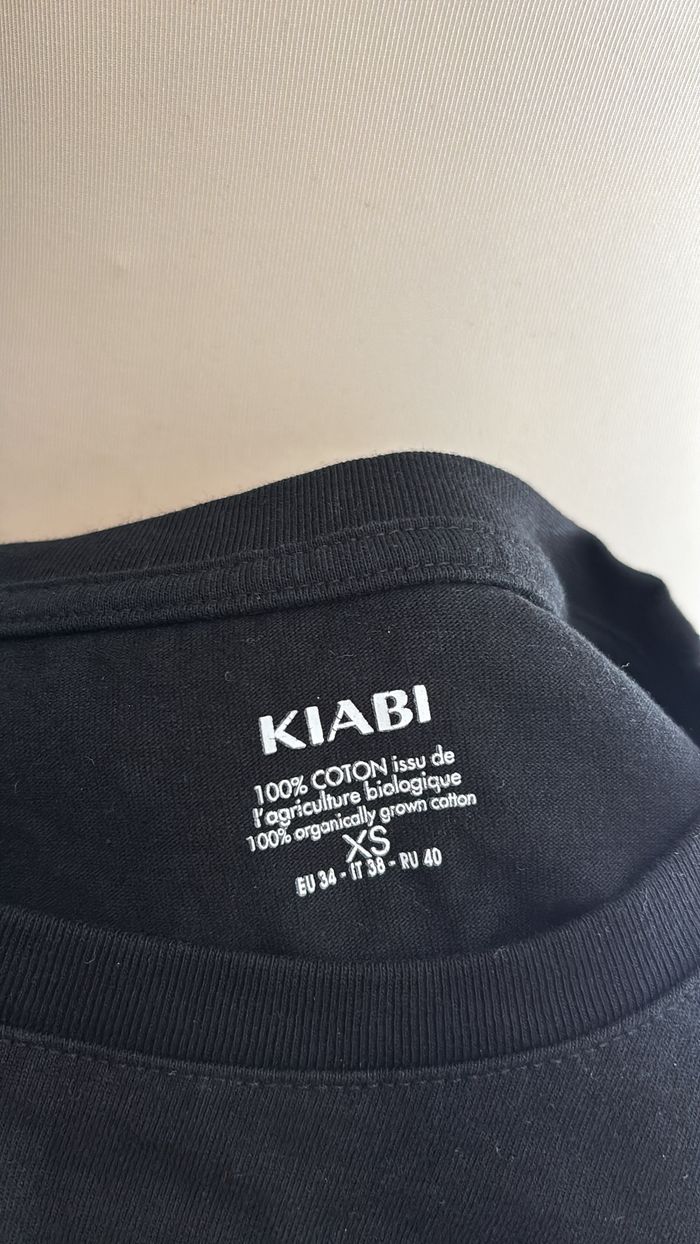 KIABI
100% COTON issu de
l'agriculture biologique
100% organically grown cotton
XS
EU 34 - IT 38 - RU 40